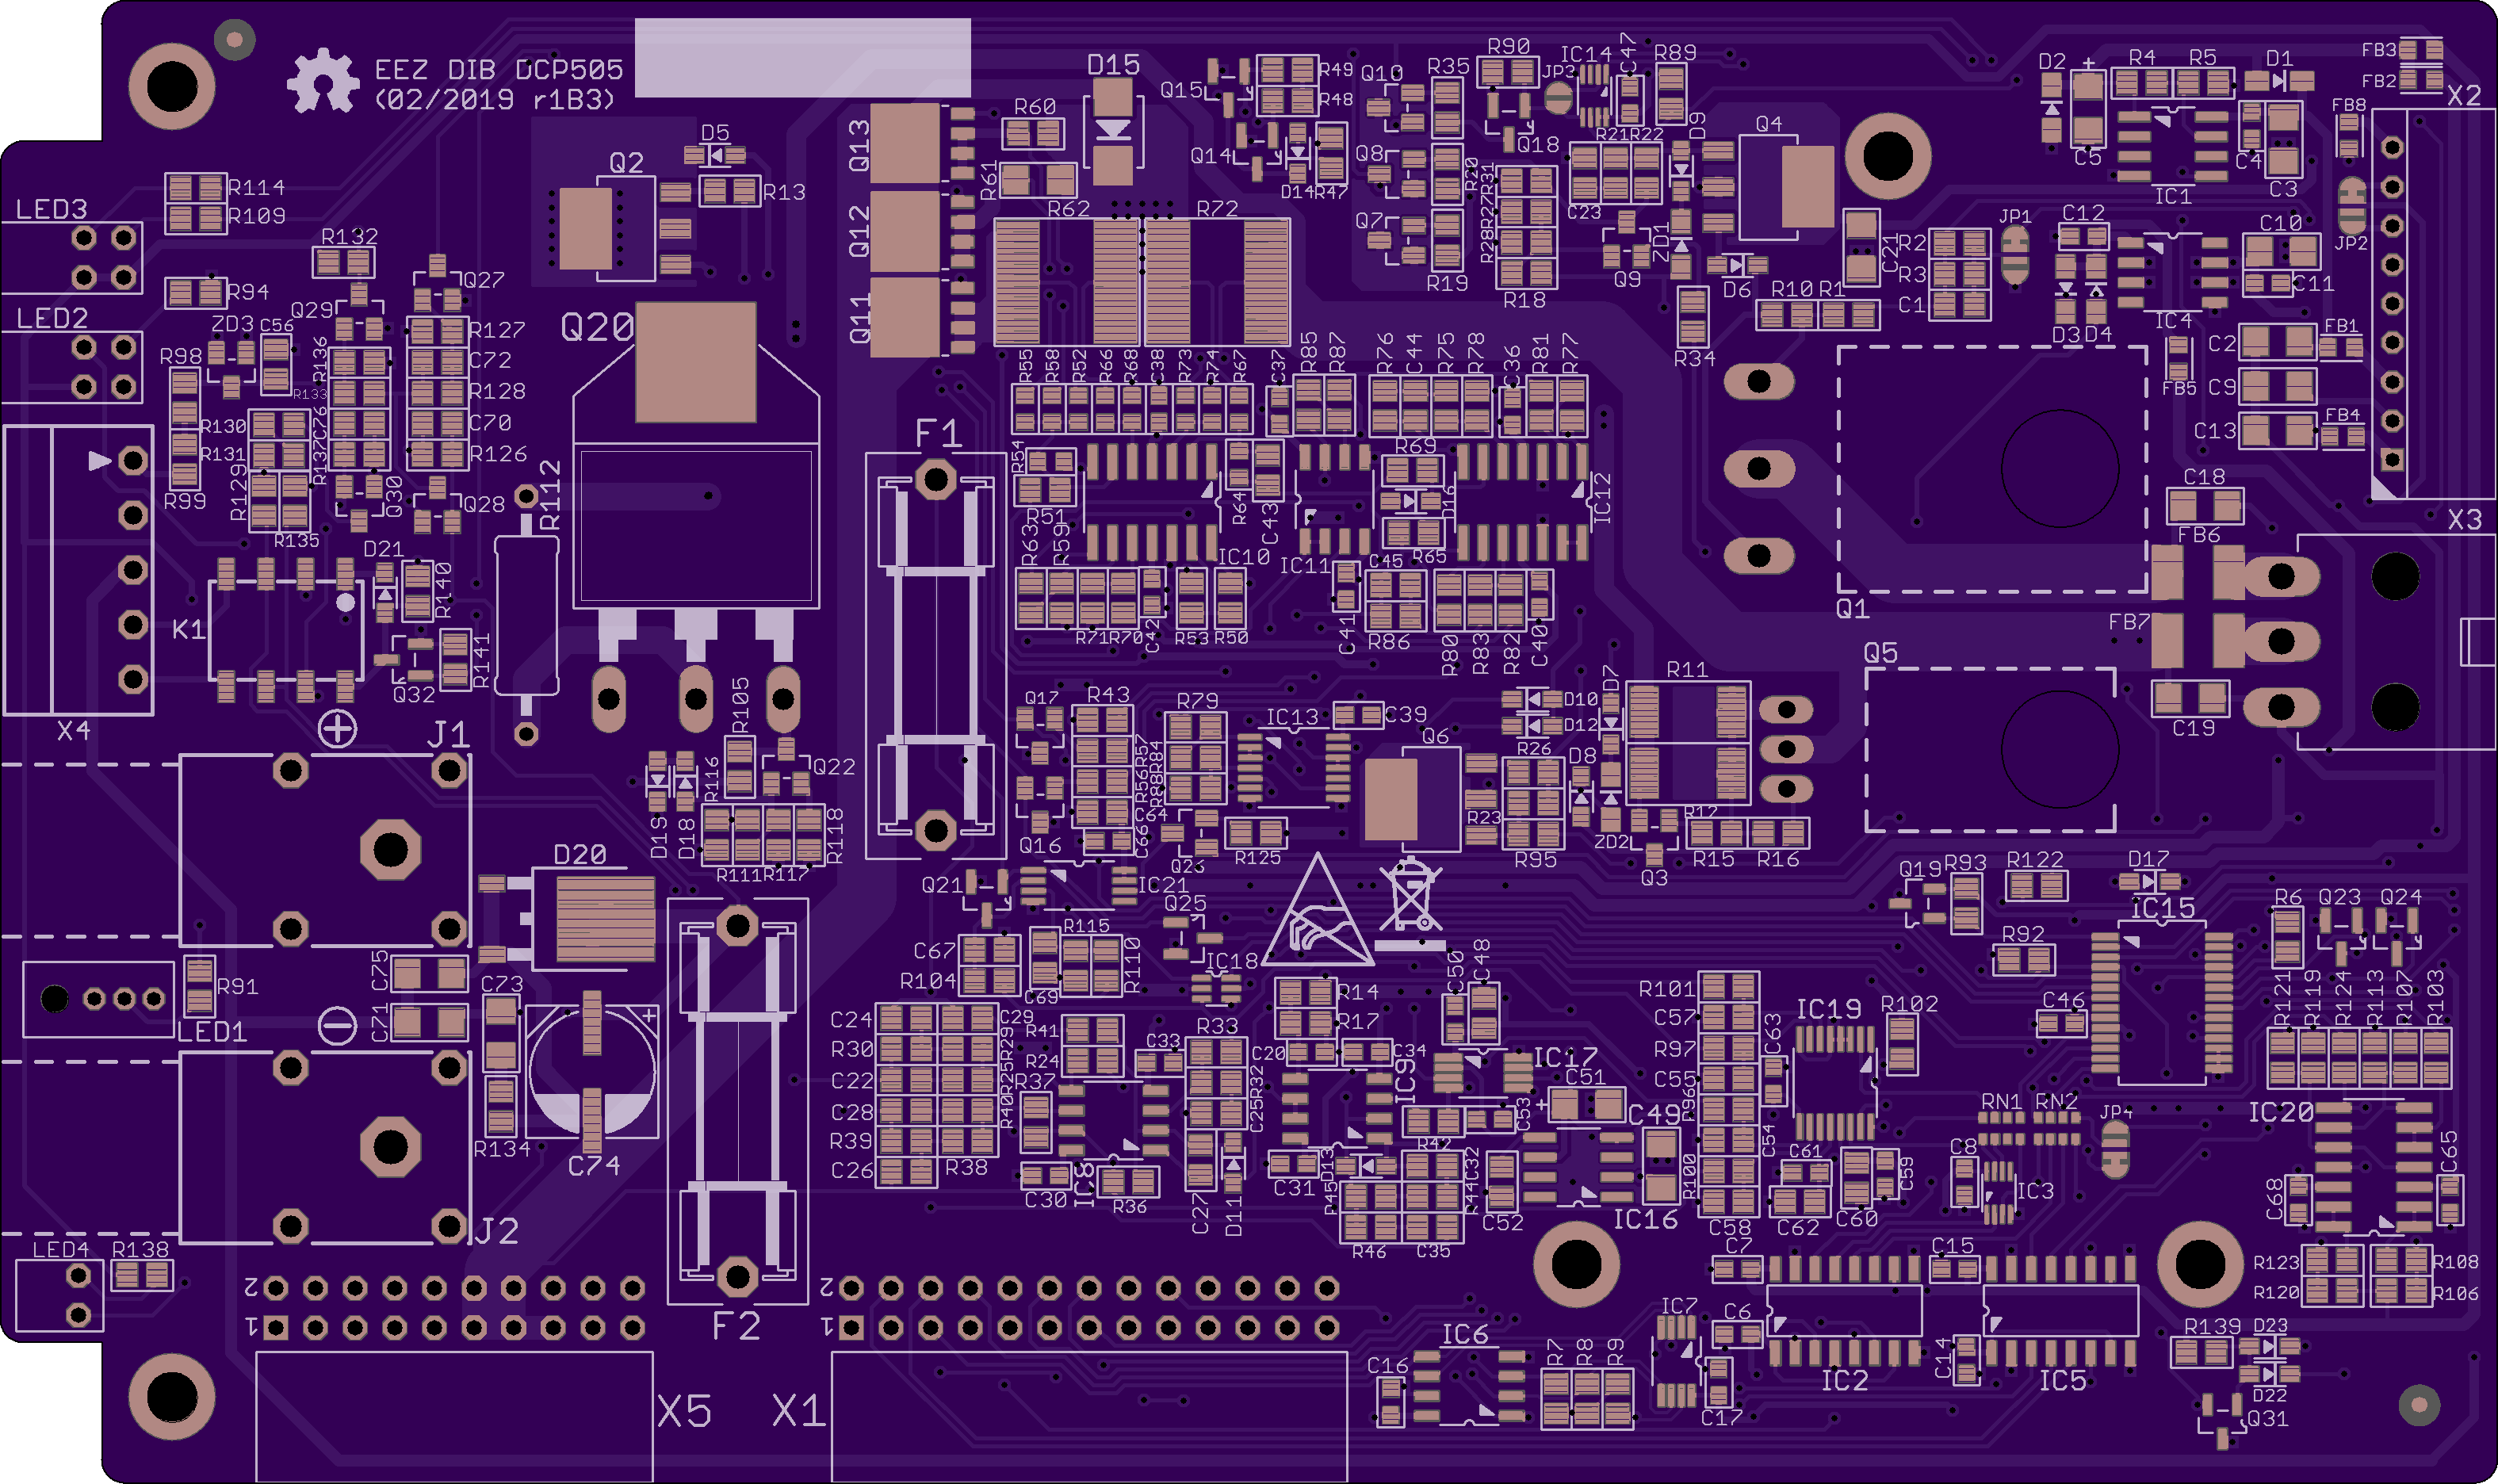 EEZ DIB DCP505
(02/2019 r1B3)
D15
R60
R61
Q13
Q12
Q11
D5
Q2
R13
R114
R109
LED3
R132
R94
LED2
Q27
Q29
ZD3
C56
R98
R136
R127
C72
R133
R128
C76
C70
R130
R131
R137
R126
R129
R99
R135
Q30
Q28
R112
Q20
D21
R140
K1
R141
Q32
X4
J1
R105
Q22
R116
D19
D18
R118
R111
R117
D20
C75
C71
C73
R91
LED1
R134
C74
J2
LED4
R138
2
1
X5
F2
2
1
X1
F1
Q15
R49
R48
Q14
D14
R47
Q10
R35
Q8
R20
Q7
R19
R90
JP3
IC14
C47
R89
Q18
R21
R22
R31
R27
R28
C23
R18
D9
Q4
ZD1
Q9
D6
C21
R10
R1
R34
R62
R72
R55
R58
R52
R66
R68
C38
R73
R74
R67
C37
R85
R87
R76
C44
R75
R78
C36
R81
R77
R54
R51
R64
C43
R69
D16
R65
IC12
R63
R59
IC10
IC11
C45
R71
R70
C42
R53
R50
C41
R86
R80
R83
R82
C40
D2
C5
R4
R5
D1
FB3
FB2
X2
FB8
C4
C3
IC1
JP2
R2
R3
C1
JP1
C12
C10
C11
IC4
D3
D4
FB5
C2
FB1
C9
FB4
C13
C18
FB6
X3
FB7
C19
Q1
Q5
Q17
R43
R79
IC13
C39
R57
R84
R56
R88
C64
Q16
C66
Q23
R125
D10
D12
D7
R11
Q6
R26
D8
R23
R95
ZD2
R12
Q3
R15
R16
Q21
IC21
Q25
C67
R104
R115
R110
C69
IC18
R14
R17
C50
C48
C24
C29
R30
R29
C22
R25
C28
R40
R39
R38
C26
R41
R24
C33
R33
R37
R32
C25
C20
C34
IC9
IC17
C51
C53
R42
C49
C30
IC8
R36
C27
D11
C31
D13
R45
R44
C32
C52
IC16
R46
C35
Q19
R93
R122
D17
IC15
R92
C46
R6
Q23
Q24
R101
C57
R97
C55
R96
C54
R100
C58
C63
IC19
R102
R121
R119
R124
R113
R107
R103
RN1
RN2
JP4
IC20
C8
IC3
C61
C62
C60
C59
C68
C65
C7
C15
R123
R108
R120
R106
IC7
C6
IC6
C16
R7
R8
R9
C17
IC2
C14
IC5
R139
D23
D22
Q31